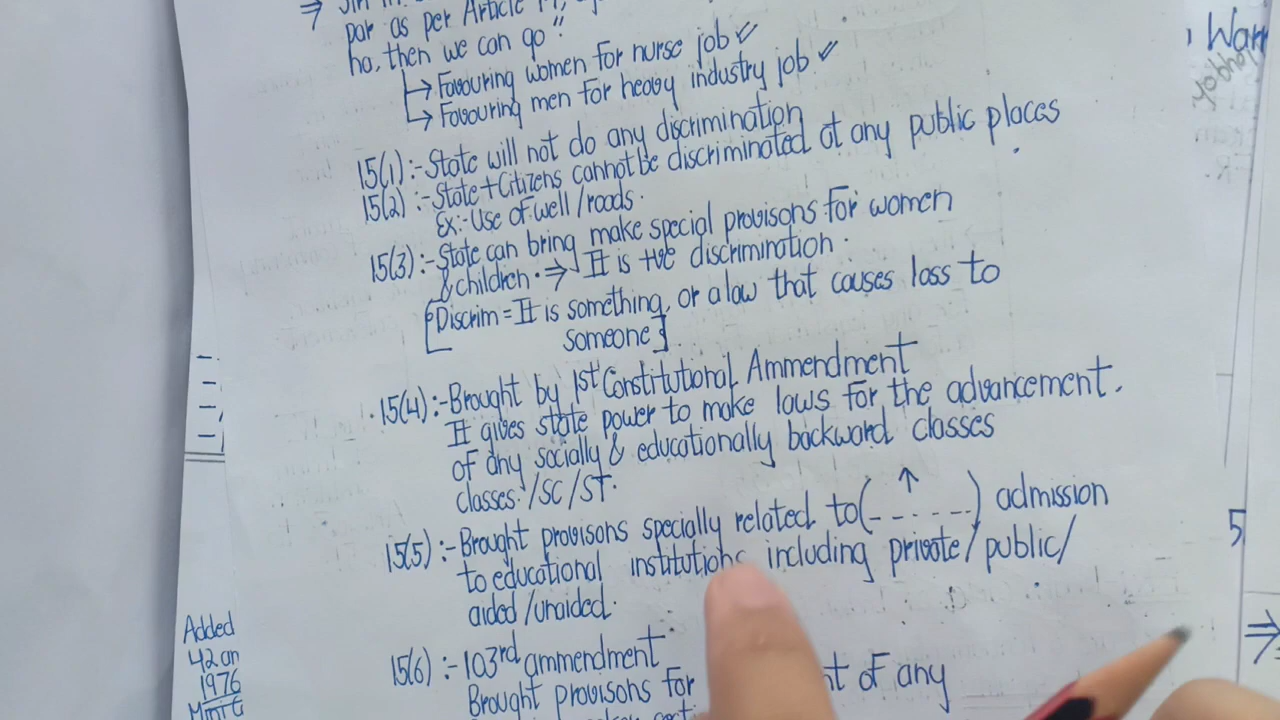 par as per Article
ha, then we can go !!
→ Favouring women for nurse job ✓
→ Favouring men for heavy industry job ✓
15(1) :- State will not do any discrimination
15(2) :- State + Citizens cannot be discriminated at any public places
Ex:- Use of well/roads.
15(3) :- State can bring make special provisons for women
& children. ⇒ It is +ve discrimination.
[Discrim = It is something, or a law that causes loss to
someone]
15(4) :- Brought by 1st Constitutional Ammendment
It gives state power to make laws for the advancement.
of any socially & educationally backward classes
classes./SC/ST.
15(5) :- Brought provisons specially related to (- - - - - -) admission
↑
to educational institutions including private/public/
aided/unaided.
15(6) :- 103rd ammendment
Brought provisons for of any
Added
42
1976
5
⇒